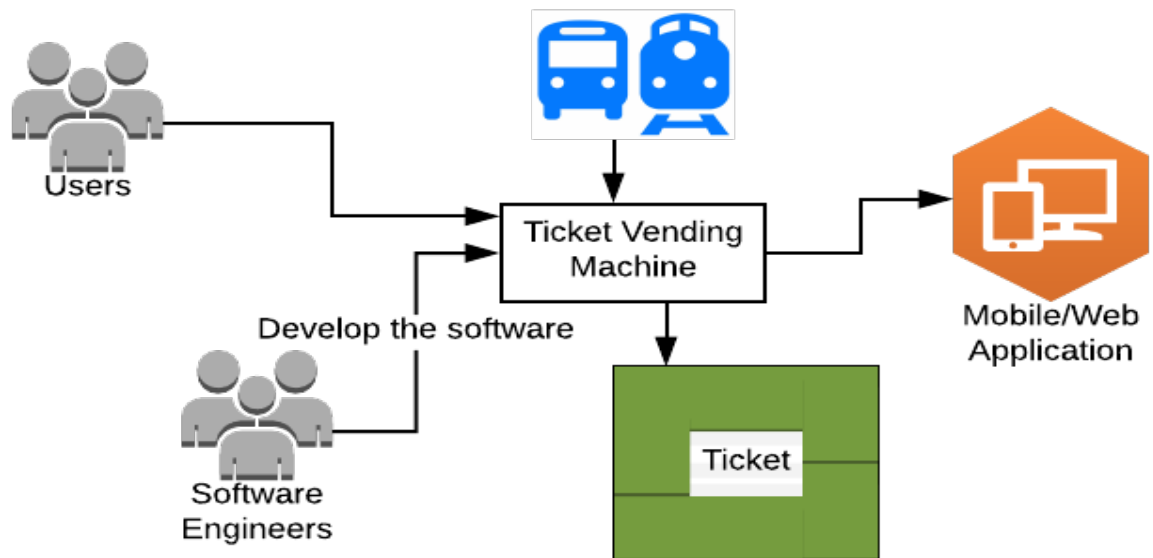 Users
Ticket Vending
Machine
Develop the software
Mobile/Web
Application
Ticket
Software
Engineers